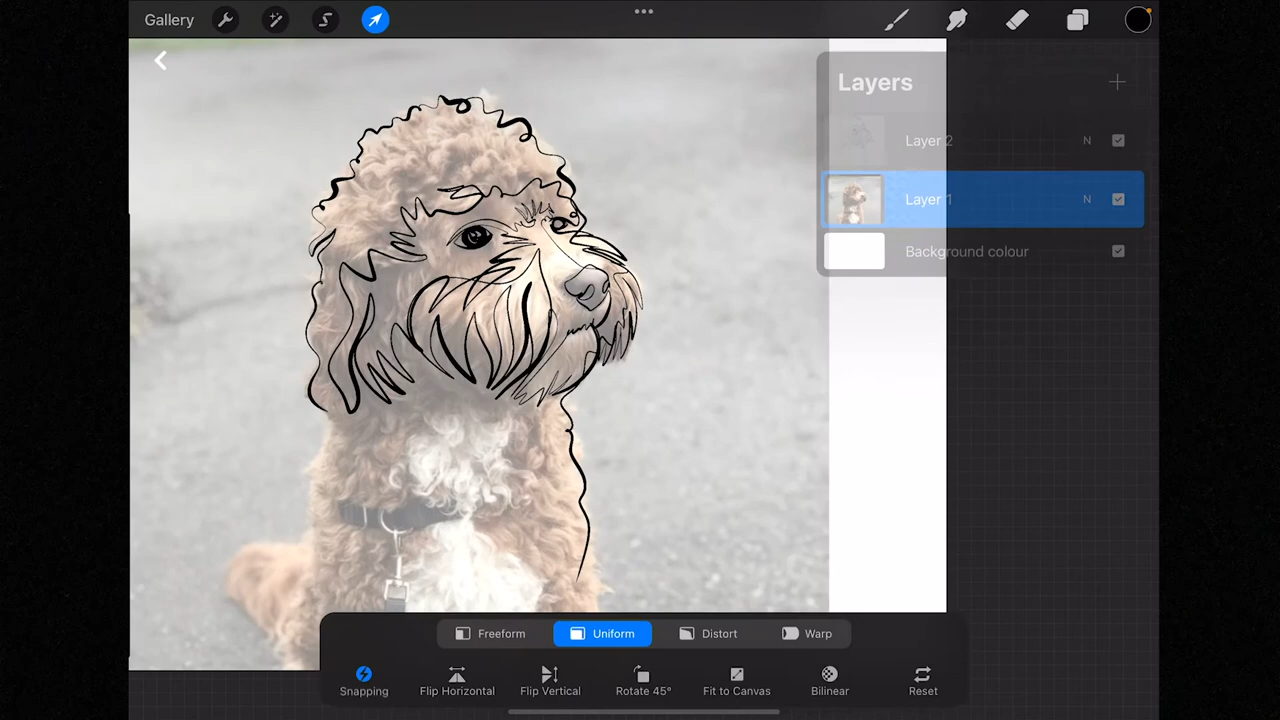 Gallery
Layers
Layer 2 N
Layer 1 N
Background colour
Freeform Uniform Distort Warp
Snapping Flip Horizontal Flip Vertical Rotate 45° Fit to Canvas Bilinear Reset